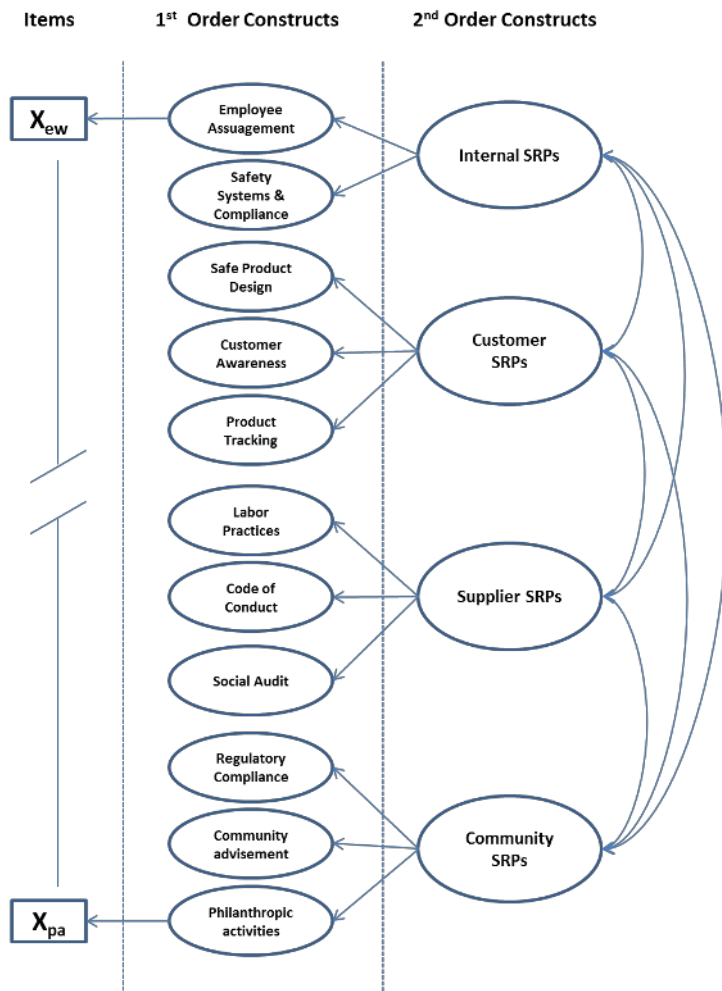 Items
1st Order Constructs
2nd Order Constructs
Xew
Employee
Assuagement
Safety
Systems &
Compliance
Internal SRPs
Safe Product
Design
Customer
Awareness
Product
Tracking
Customer
SRPs
Labor
Practices
Code of
Conduct
Social Audit
Supplier SRPs
Regulatory
Compliance
Community
advisement
Philanthropic
activities
Community
SRPs
Xpa